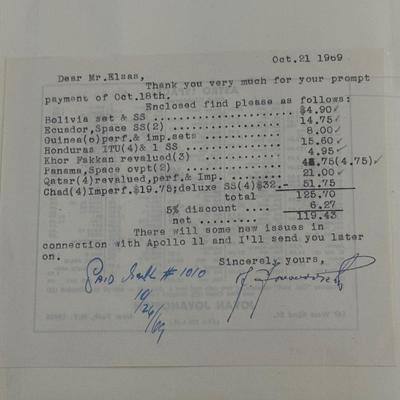 Oct.21 1969
Dear Mr.Elsas,
Thank you very much for your prompt
payment of Oct.18th.
Enclosed find please as follows:
Bolivia set & SS ................ $4.90✓
Ecuador,Space SS(2) ............. 14.75✓
Guinea(6)perf.& imp.sets ........ 8.00✓
Honduras ITU(4)& 1 SS ........... 15.60✓
Khor Fakkan revalued(3) ......... 4.95✓
Panama,Space ovpt(2) ............ 48.75(4.75)✓
Qatar(4)revalued,perf.& Imp. .... 21.00✓
Chad(4)Imperf.$19.75;deluxe SS(4)$32.- 51.75
total 125.70
5% discount .... 6.27
net .......... 119.43
There will some new issues in
connection with Apollo 11 and I'll send you later
on.
Sincerely yours,
PAID # 1010
10/26/69